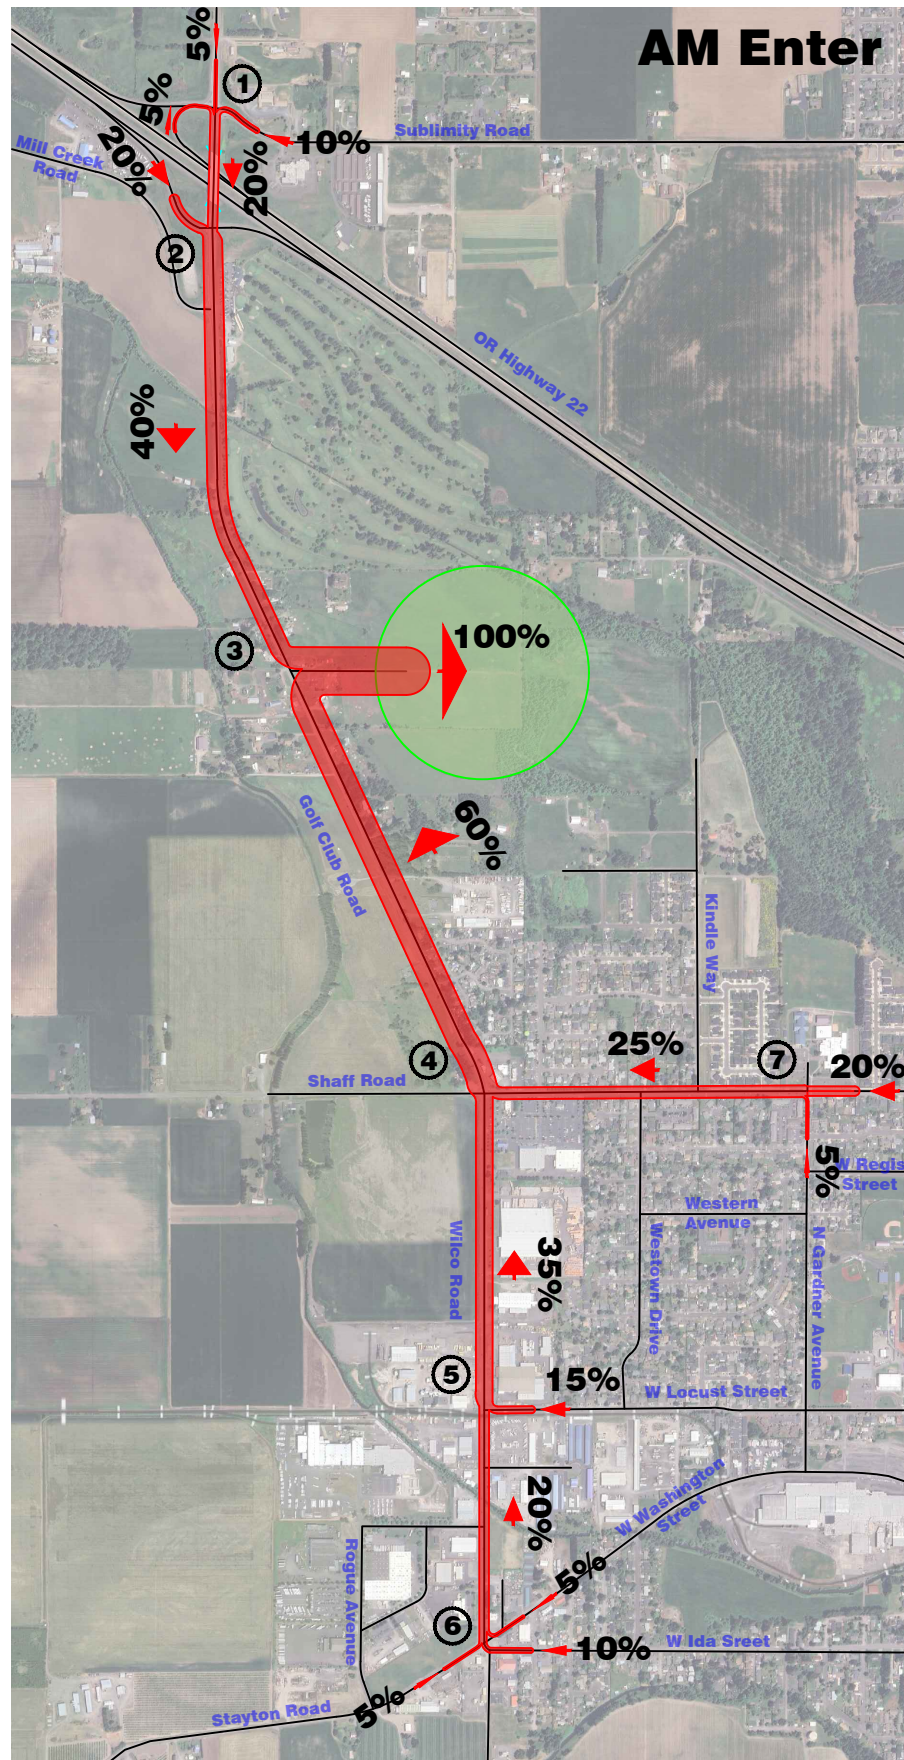 AM Enter
5%
1
5%
10%
Sublimity Road
Mill Creek
Road
20%
20%
2
OR Highway 22
40%
3
100%
Golf Club Road
60%
Kindle Way
4
25%
7
20%
Shaff Road
5%
W Regis
Street
Western
Avenue
Wilco Road
35%
Westown Drive
N Gardner Avenue
5
15%
W Locust Street
20%
W Washington
Street
5%
Rogue Avenue
6
10%
W Ida Sreet
5%
Stayton Road